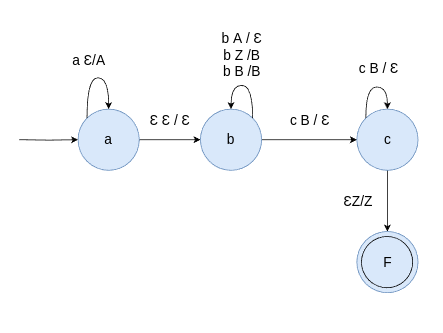 a Ɛ/A
b A / Ɛ
b Z /B
b B /B
c B / Ɛ
Ɛ Ɛ / Ɛ
c B / Ɛ
a
b
c
ƐZ/Z
F